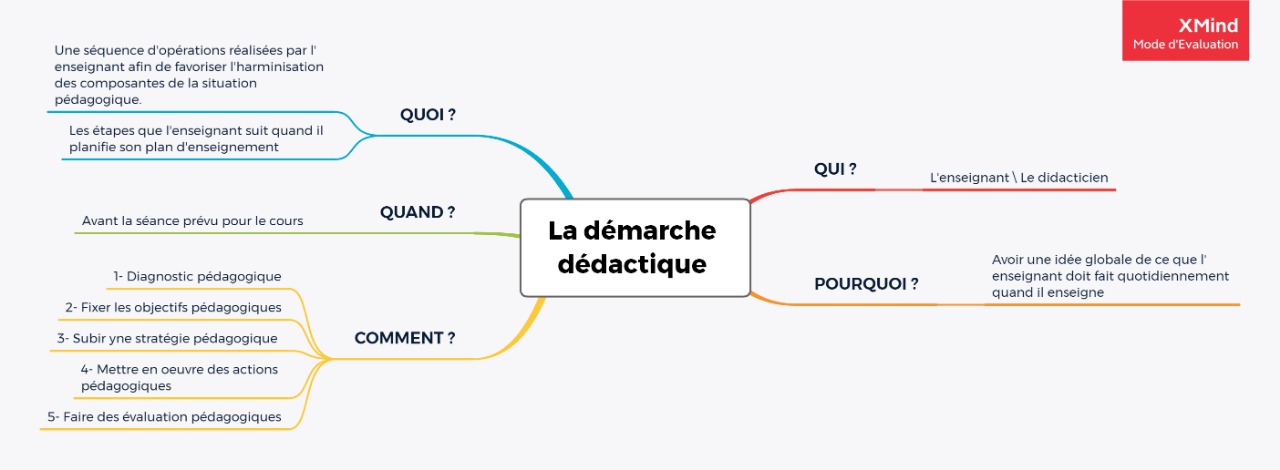 XMind
Mode d'Evaluation
Une séquence d'opérations réalisées par l'
enseignant afin de favoriser l'harminisation
des composantes de la situation
pédagogique.
QUOI ?
Les étapes que l'enseignant suit quand il
planifie son plan d'enseignement
QUAND ?
Avant la séance prévu pour le cours
COMMENT ?
1- Diagnostic pédagogique
2- Fixer les objectifs pédagogiques
3- Subir yne stratégie pédagogique
4- Mettre en oeuvre des actions
pédagogiques
5- Faire des évaluation pédagogiques
La démarche
dédactique
QUI ?
L'enseignant \ Le didacticien
POURQUOI ?
Avoir une idée globale de ce que l'
enseignant doit fait quotidiennement
quand il enseigne